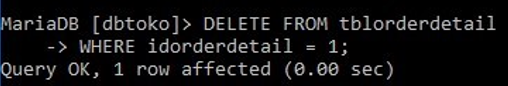 MariaDB [dbtoko]> DELETE FROM tblorderdetail
    -> WHERE idorderdetail = 1;
Query OK, 1 row affected (0.00 sec)